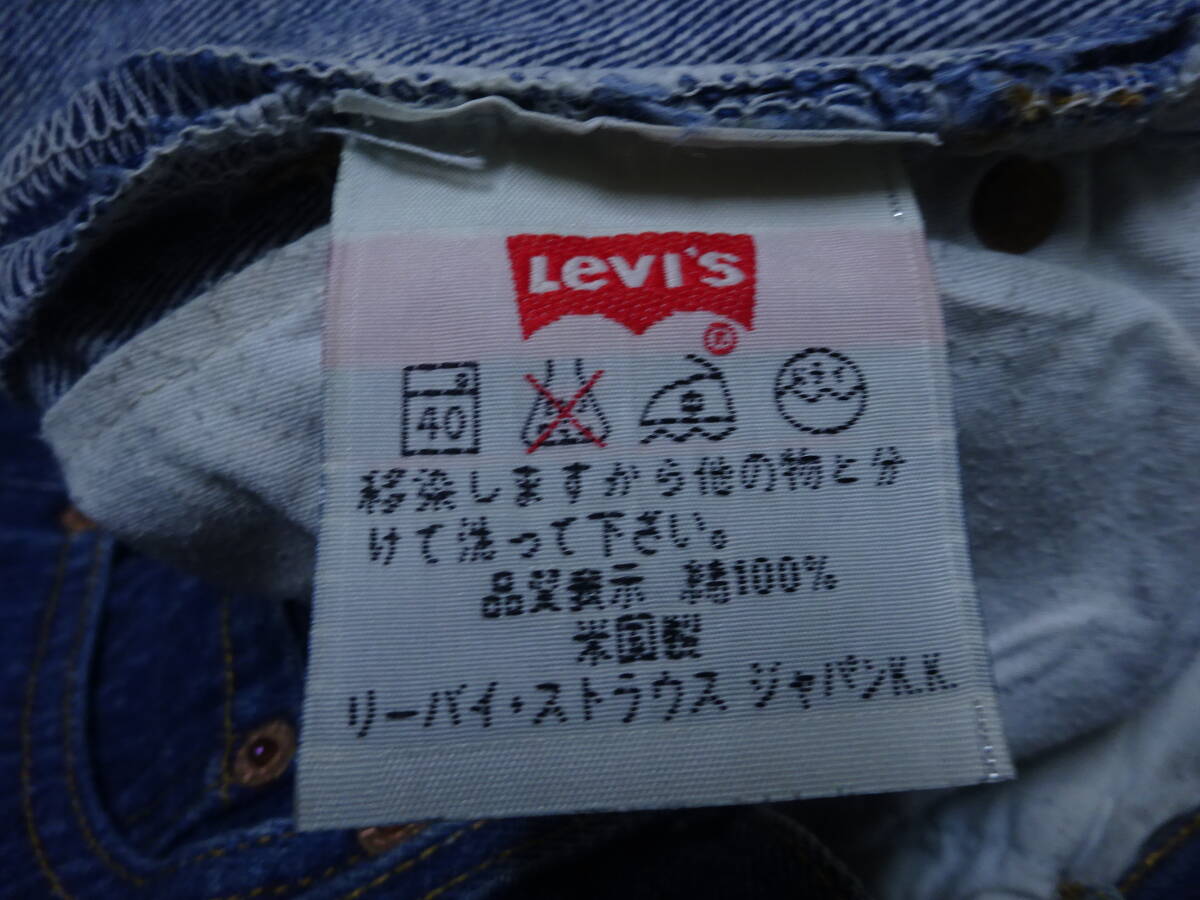 Levi's
40
移染しますから他の物と分
けて洗って下さい。
品質表示 綿100%
米国製
リーバイ・ストラウス ジャパンK.K.